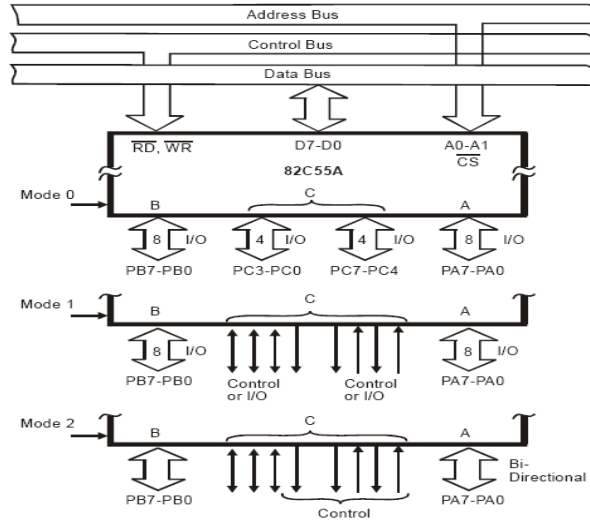 Address Bus
Control Bus
Data Bus
RD, WR
D7-D0
A0-A1
CS
82C55A
Mode 0
B
C
A
8 I/O
4 I/O
4 I/O
8 I/O
PB7-PB0
PC3-PC0
PC7-PC4
PA7-PA0
Mode 1
B
C
A
8 I/O
8 I/O
PB7-PB0
Control
or I/O
Control
or I/O
PA7-PA0
Mode 2
B
C
A
Bi-
Directional
PB7-PB0
Control
PA7-PA0